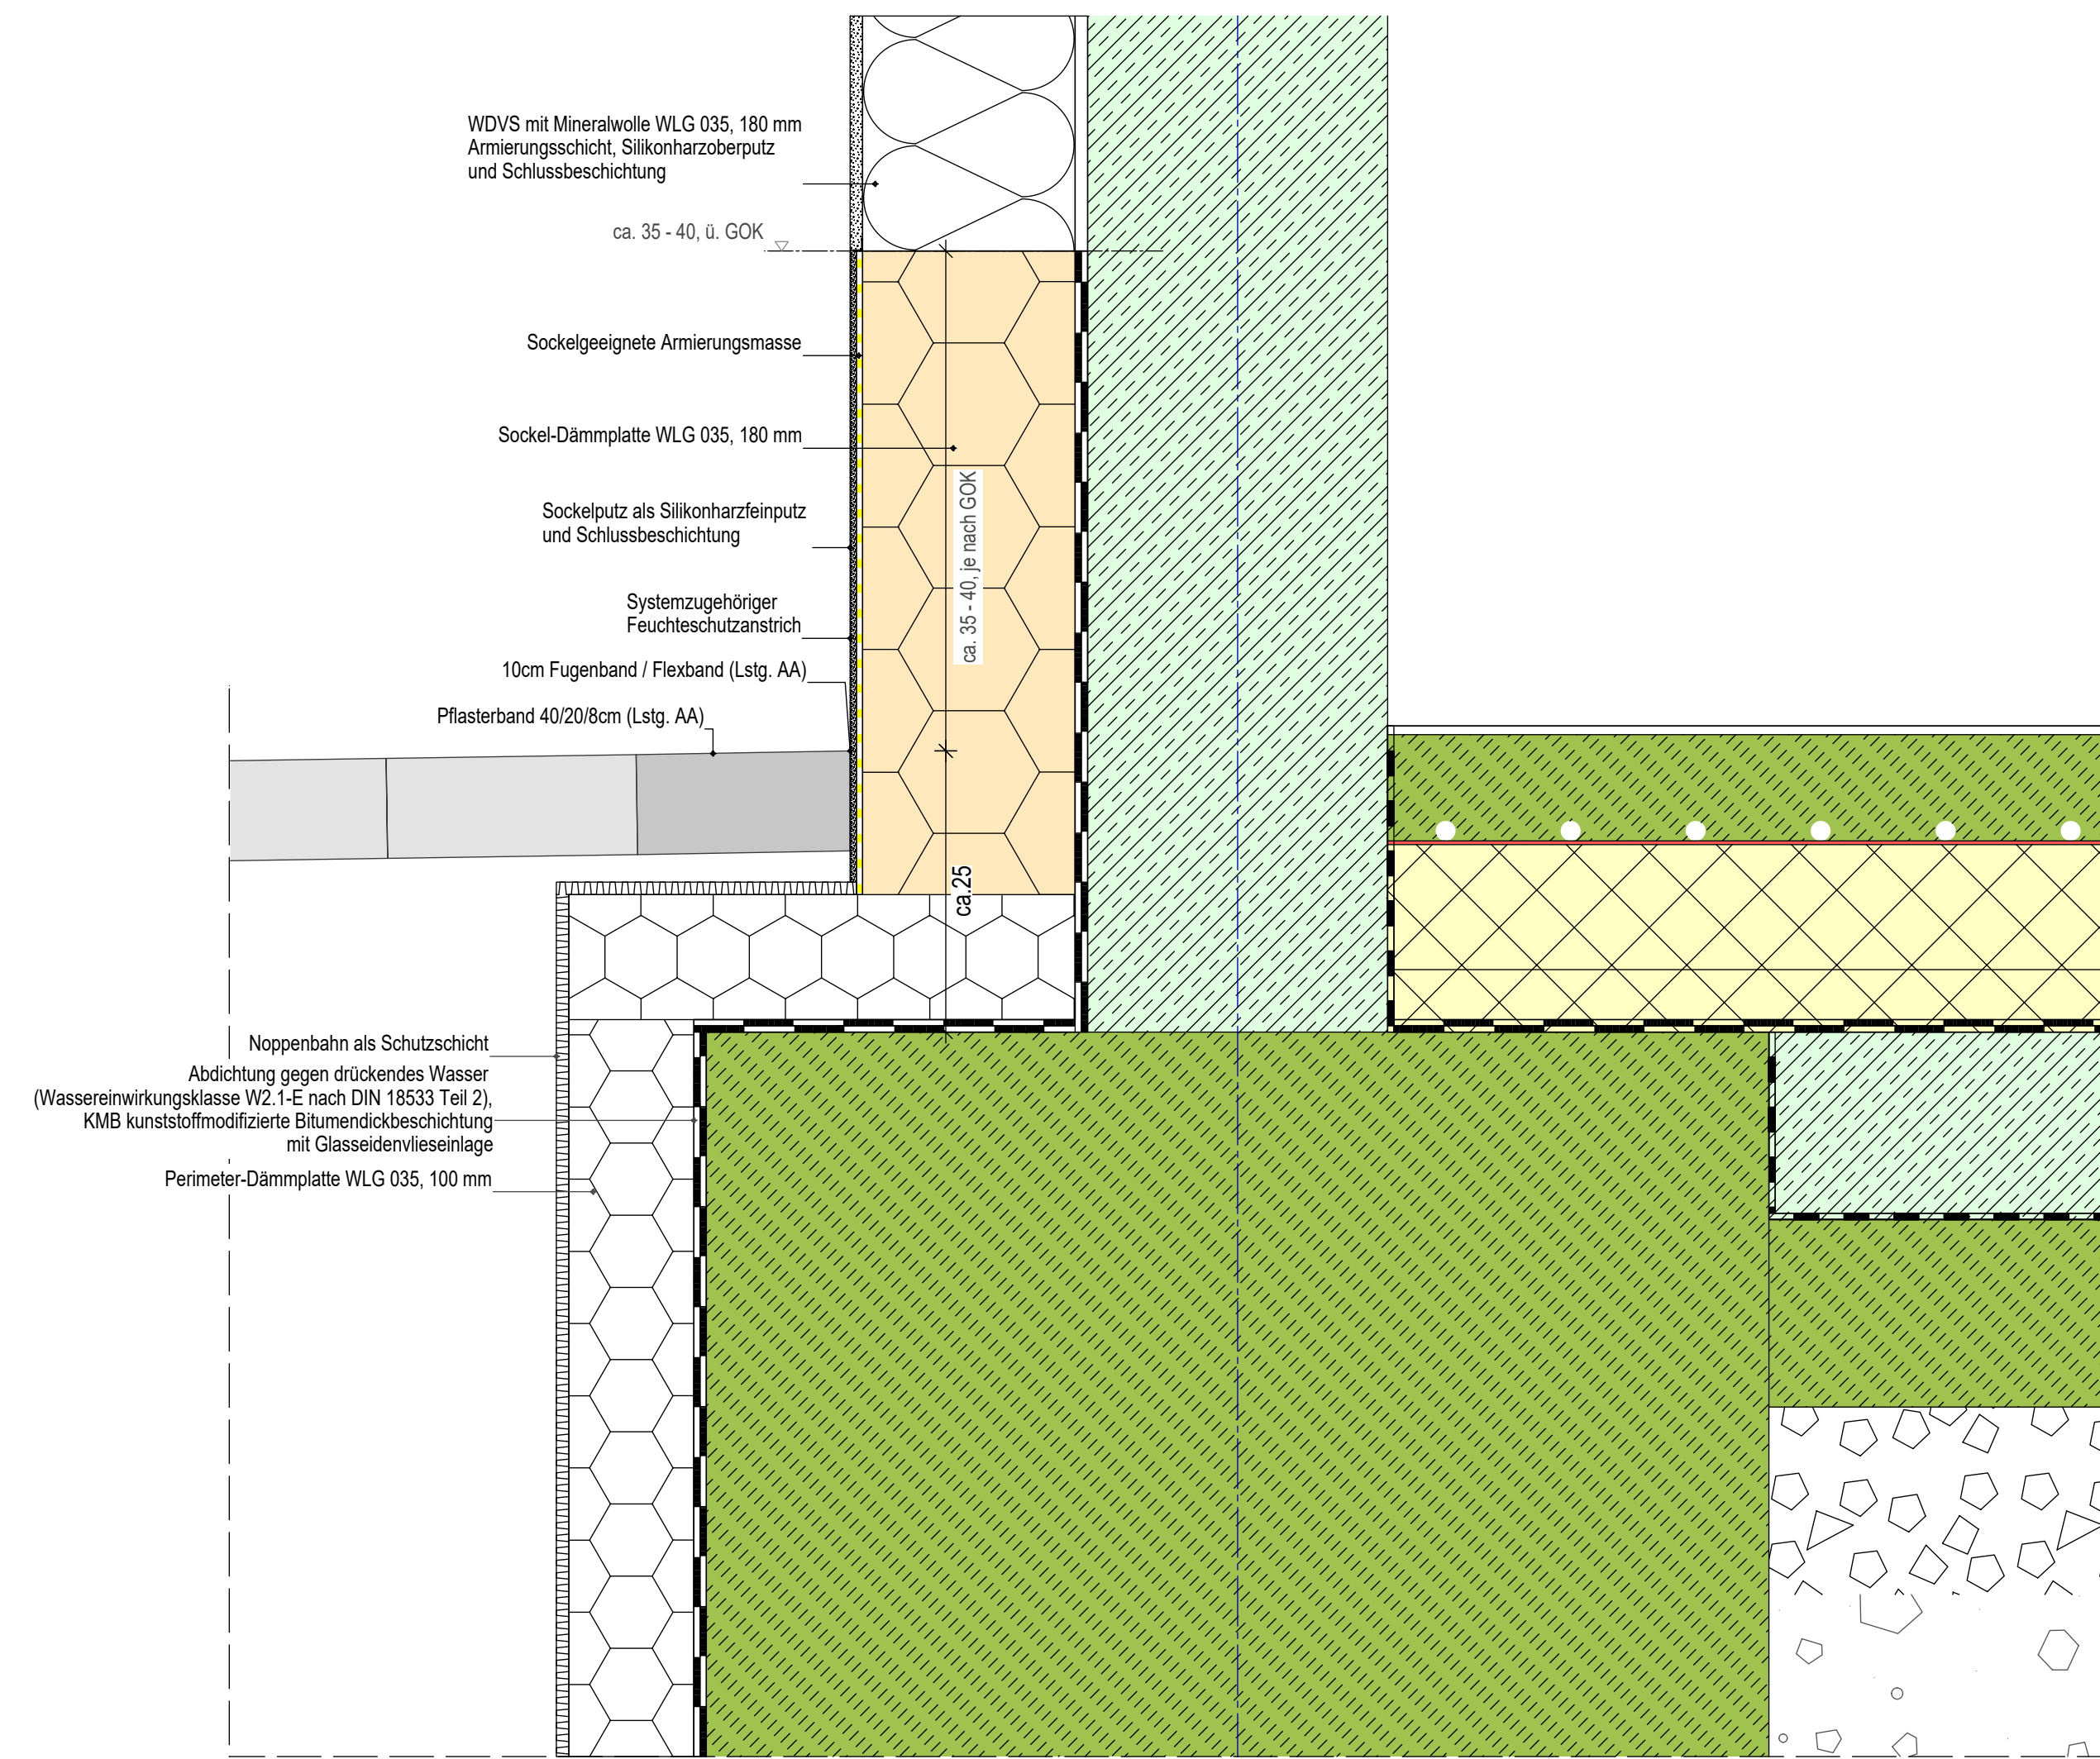 WDVS mit Mineralwolle WLG 035, 180 mm
Armierungsschicht, Silikonharzoberputz
und Schlussbeschichtung
ca. 35 - 40, ü. GOK
Sockelgeeignete Armierungsmasse
Sockel-Dämmplatte WLG 035, 180 mm
ca. 35 - 40, je nach GOK
Sockelputz als Silikonharzfeinputz
und Schlussbeschichtung
Systemzugehöriger
Feuchteschutzanstrich
10cm Fugenband / Flexband (Lstg. AA)
Pflasterband 40/20/8cm (Lstg. AA)
ca.25
Noppenbahn als Schutzschicht
Abdichtung gegen drückendes Wasser
(Wassereinwirkungsklasse W2.1-E nach DIN 18533 Teil 2),
KMB kunststoffmodifizierte Bitumendickbeschichtung
mit Glasseidenvlieseinlage
Perimeter-Dämmplatte WLG 035, 100 mm